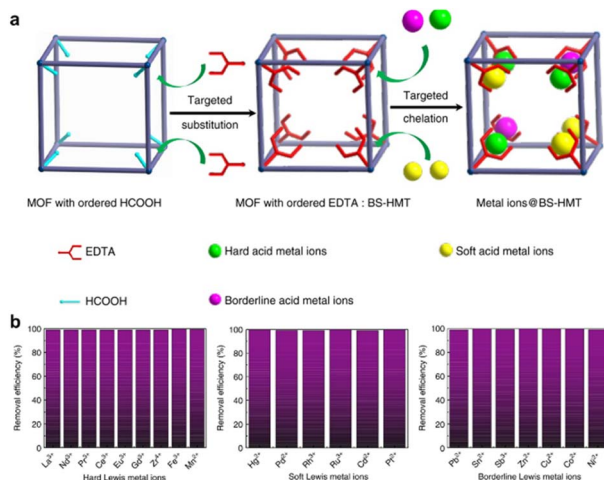 a
Targeted
substitution
Targeted
chelation
MOF with ordered HCOOH
MOF with ordered EDTA : BS-HMT
Metal ions@BS-HMT
EDTA
Hard acid metal ions
Soft acid metal ions
HCOOH
Borderline acid metal ions
b
Removal efficiency (%)
100
80
60
40
20
0
La³⁺ Nd³⁺ Pr³⁺ Ce³⁺ Eu³⁺ Gd³⁺ Zr⁴⁺ Fe³⁺ Mn²⁺
Hard Lewis metal ions
Removal efficiency (%)
100
80
60
40
20
0
Hg²⁺ Pd²⁺ Rh³⁺ Ru³⁺ Cd²⁺ Pt²⁺
Soft Lewis metal ions
Removal efficiency (%)
100
80
60
40
20
0
Pb²⁺ Sn²⁺ Sb³⁺ Zn²⁺ Cu²⁺ Co²⁺ Ni²⁺
Borderline Lewis metal ions